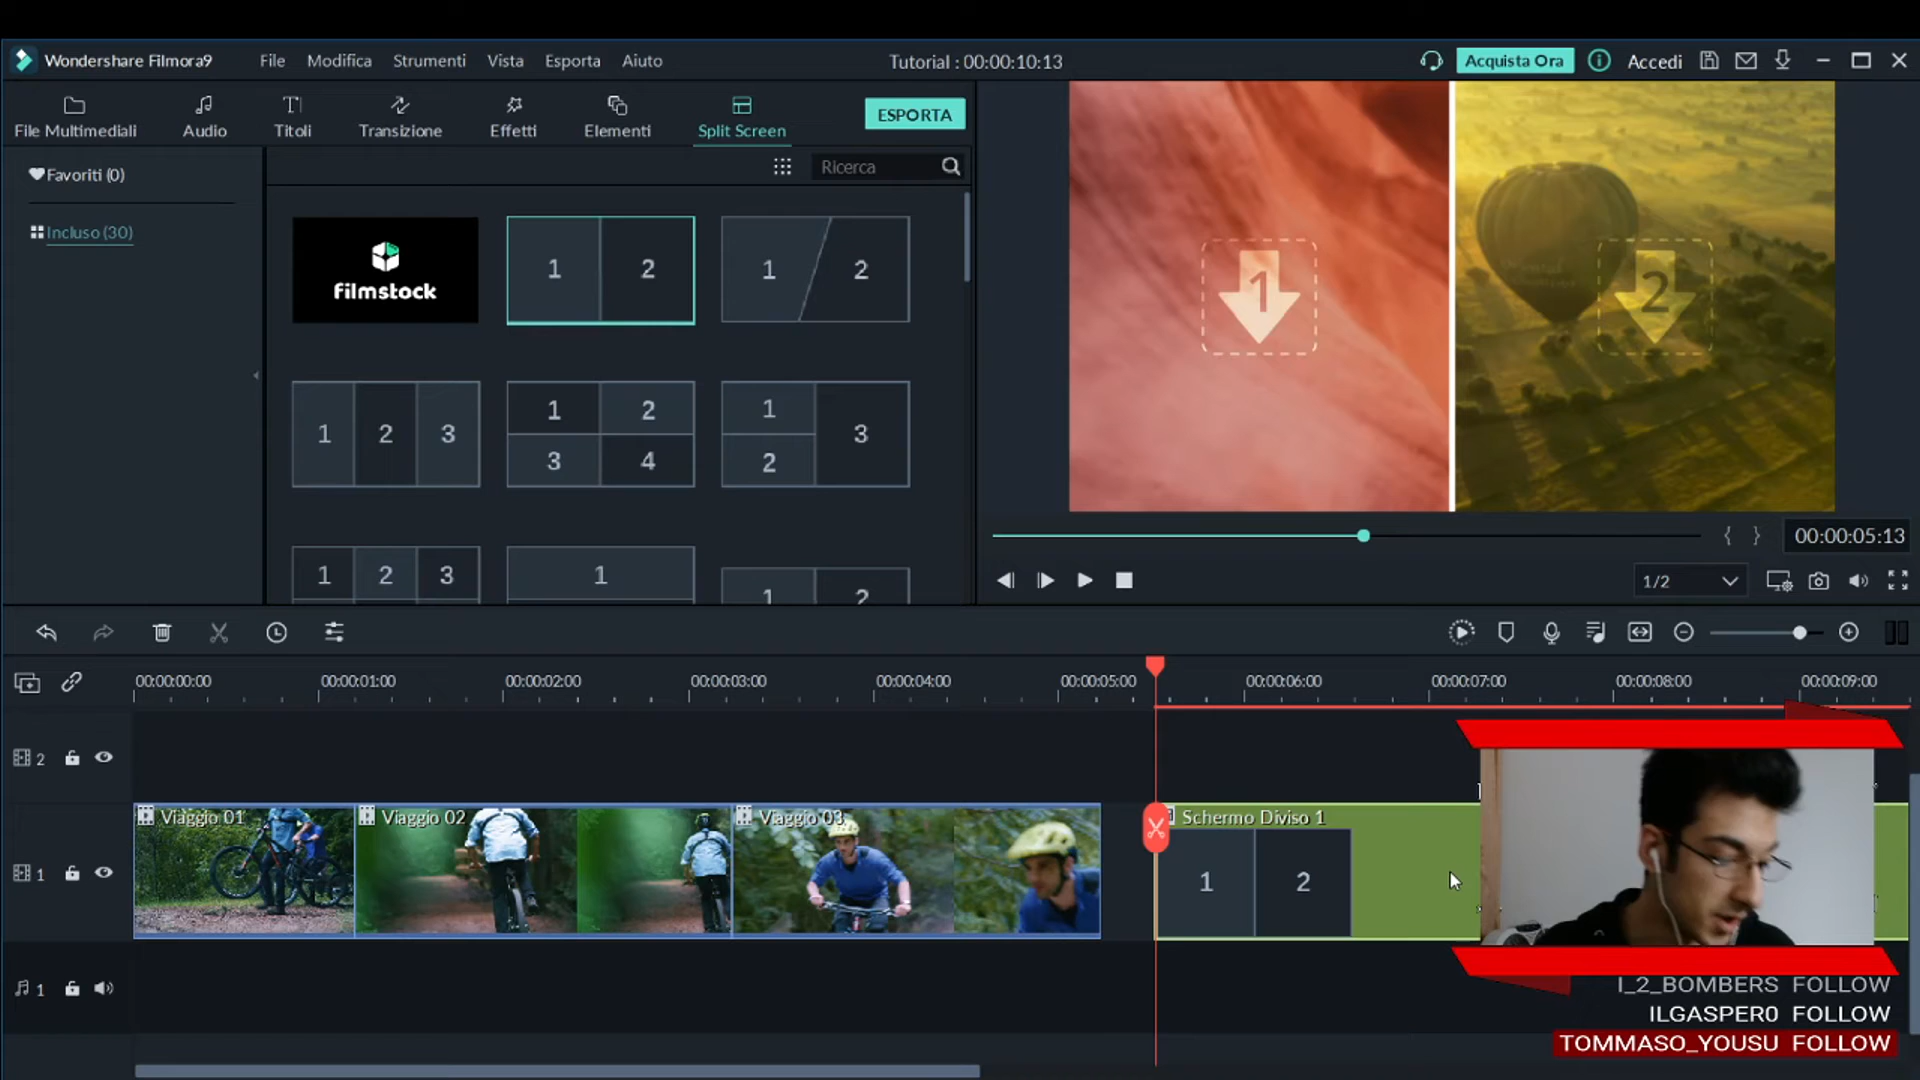 Wondershare Filmora9 File Modifica Strumenti Vista Esporta Aiuto Tutorial : 00:00:10:13 Acquista Ora Accedi
File Multimediali Audio Titoli Transizione Effetti Elementi Split Screen ESPORTA
Favoriti (0)
Ricerca
Incluso (30)
filmstock
1 2
1 2
1 2 3
1 2
3 4
1
2
3
1 2 3
1
1 2
1
2
00:00:05:13
1/2
00:00:00:00 00:00:01:00 00:00:02:00 00:00:03:00 00:00:04:00 00:00:05:00 00:00:06:00 00:00:07:00 00:00:08:00 00:00:09:00
2
1
Viaggio 01
Viaggio 02
Viaggio 03
Schermo Diviso 1
1 2
1
I_2_BOMBERS FOLLOW
ILGASPER0 FOLLOW
TOMMASO_YOUSU FOLLOW